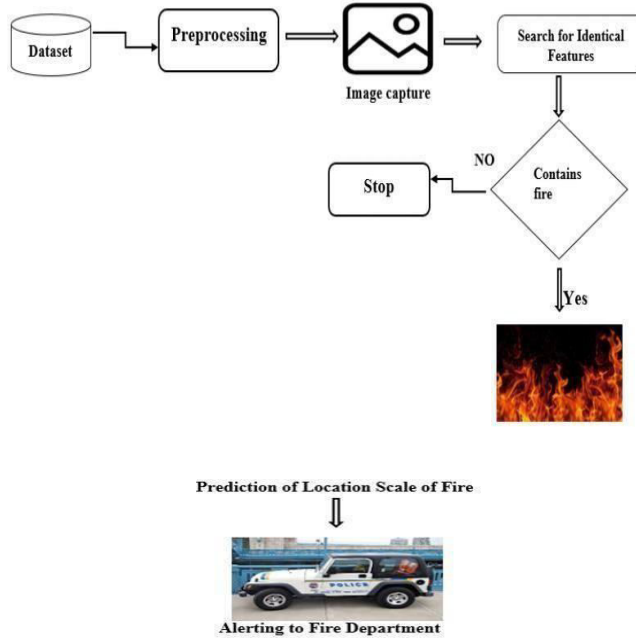 Dataset
Preprocessing
Image capture
Search for Identical
Features
NO
Contains
fire
Stop
Yes
Prediction of Location Scale of Fire
POLICE
Alerting to Fire Department